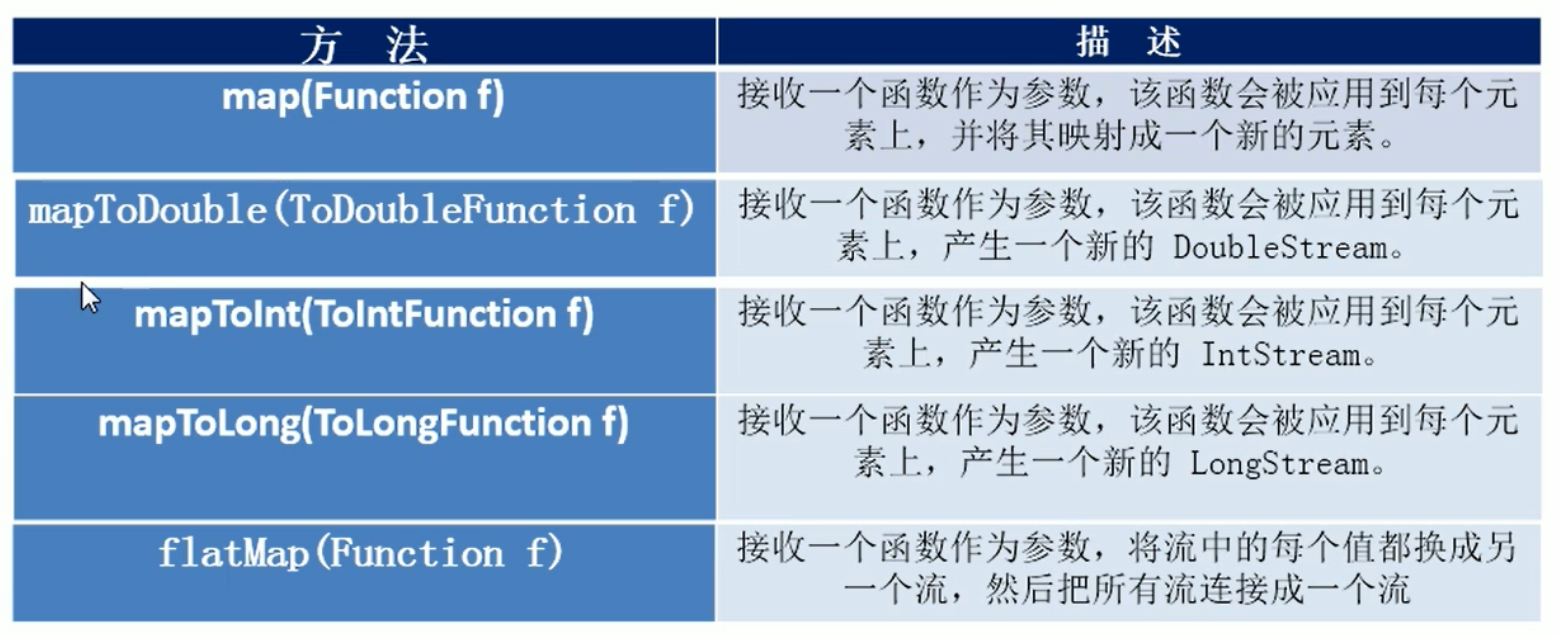 方 法
描 述
map(Function f)
接收一个函数作为参数，该函数会被应用到每个元
素上，并将其映射成一个新的元素。
mapToDouble(ToDoubleFunction f)
接收一个函数作为参数，该函数会被应用到每个元
素上，产生一个新的 DoubleStream。
mapToInt(ToIntFunction f)
接收一个函数作为参数，该函数会被应用到每个元
素上，产生一个新的 IntStream。
mapToLong(ToLongFunction f)
接收一个函数作为参数，该函数会被应用到每个元
素上，产生一个新的 LongStream。
flatMap(Function f)
接收一个函数作为参数，将流中的每个值都换成另
一个流，然后把所有流连接成一个流